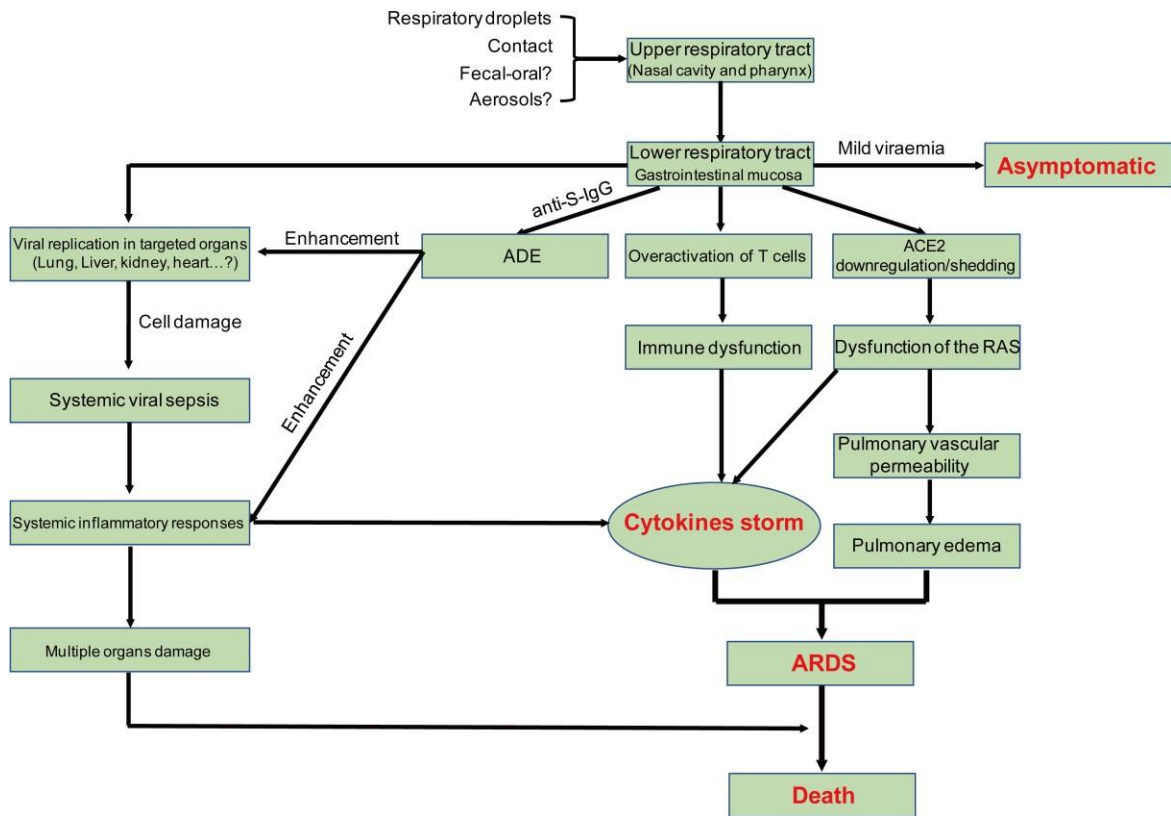 Respiratory droplets
Contact
Fecal-oral?
Aerosols?
Upper respiratory tract
(Nasal cavity and pharynx)
Lower respiratory tract
Gastrointestinal mucosa
Mild viraemia
Asymptomatic
anti-S-IgG
Viral replication in targeted organs
(Lung, Liver, kidney, heart...?)
Enhancement
ADE
Overactivation of T cells
ACE2
downregulation/shedding
Cell damage
Enhancement
Immune dysfunction
Dysfunction of the RAS
Systemic viral sepsis
Pulmonary vascular
permeability
Systemic inflammatory responses
Cytokines storm
Pulmonary edema
Multiple organs damage
ARDS
Death